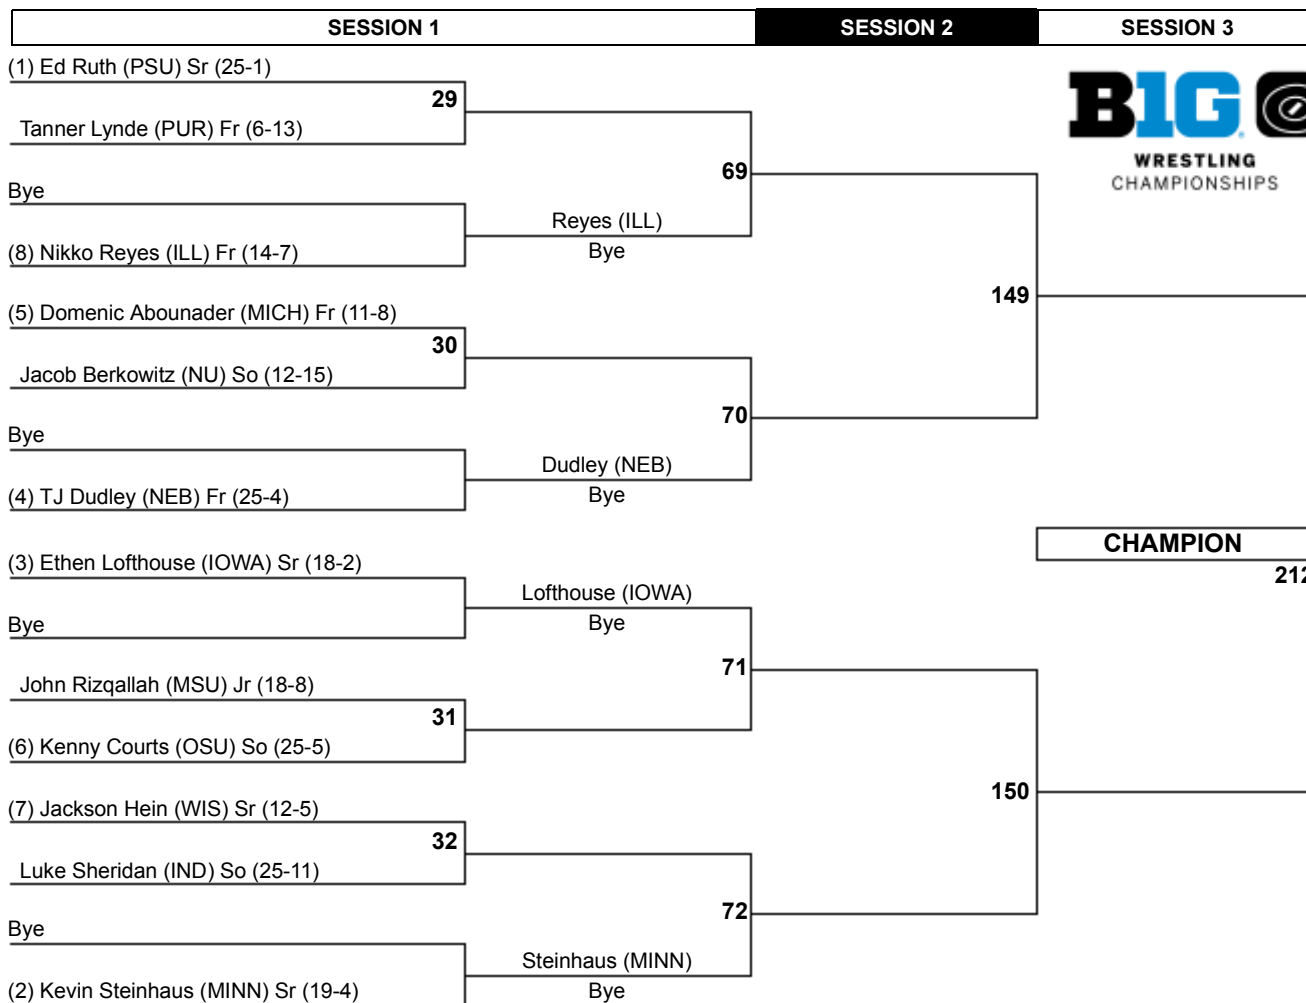 SESSION 1 SESSION 2 SESSION 3
(1) Ed Ruth (PSU) Sr (25-1)
29
Tanner Lynde (PUR) Fr (6-13)
69
Bye
Reyes (ILL)
(8) Nikko Reyes (ILL) Fr (14-7)
Bye
B1G
WRESTLING
CHAMPIONSHIPS
149
(5) Domenic Abounader (MICH) Fr (11-8)
30
Jacob Berkowitz (NU) So (12-15)
70
Bye
Dudley (NEB)
(4) TJ Dudley (NEB) Fr (25-4)
Bye
CHAMPION
212
(3) Ethen Lofthouse (IOWA) Sr (18-2)
Lofthouse (IOWA)
Bye
Bye
71
John Rizqallah (MSU) Jr (18-8)
31
(6) Kenny Courts (OSU) So (25-5)
150
(7) Jackson Hein (WIS) Sr (12-5)
32
Luke Sheridan (IND) So (25-11)
72
Bye
Steinhaus (MINN)
(2) Kevin Steinhaus (MINN) Sr (19-4)
Bye